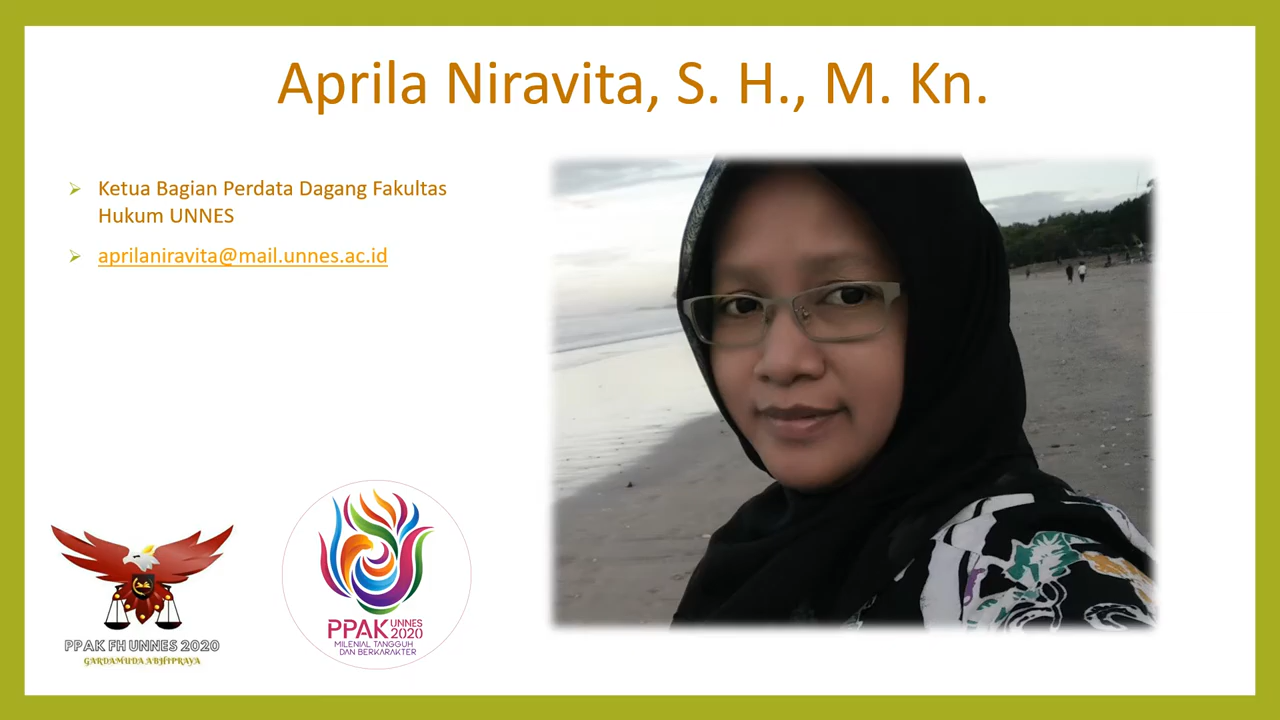 Aprila Niravita, S. H., M. Kn.
Ketua Bagian Perdata Dagang Fakultas
Hukum UNNES
aprilaniravita@mail.unnes.ac.id
PPAK FH UNNES 2020
GARDAMUDA ABHIPRAYA
PPAK UNNES 2020
MILENIAL TANGGUH
DAN BERKARAKTER